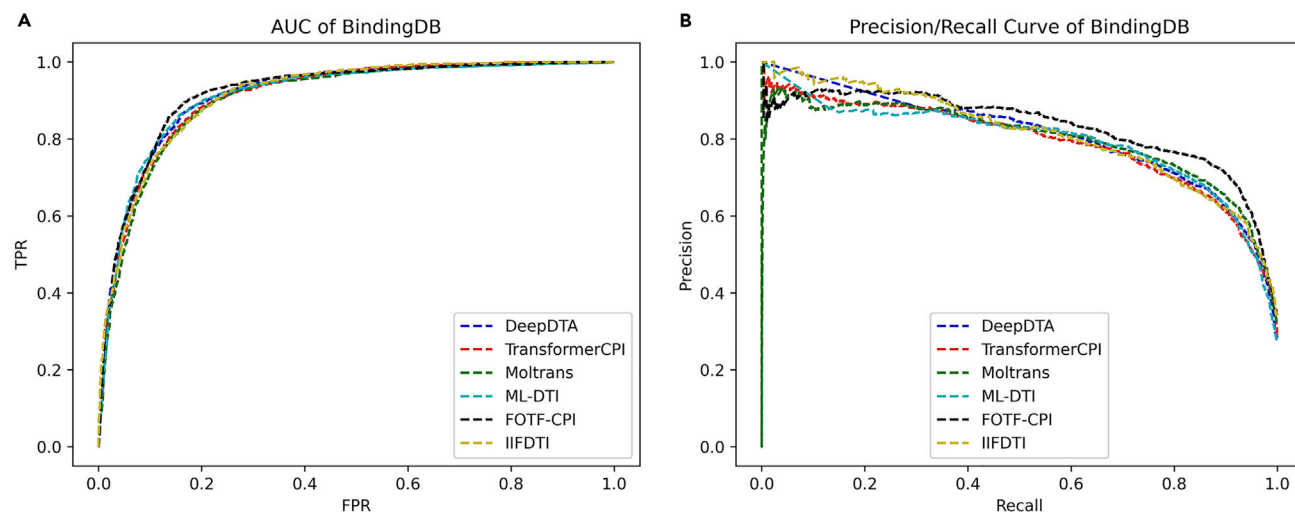 A
AUC of BindingDB
TPR
1.0
0.8
0.6
0.4
0.2
0.0
DeepDTA
TransformerCPI
Moltrans
ML-DTI
FOTF-CPI
IIFDTI
0.0 0.2 0.4 0.6 0.8 1.0
FPR
B
Precision/Recall Curve of BindingDB
Precision
1.0
0.8
0.6
0.4
0.2
0.0
DeepDTA
TransformerCPI
Moltrans
ML-DTI
FOTF-CPI
IIFDTI
0.0 0.2 0.4 0.6 0.8 1.0
Recall